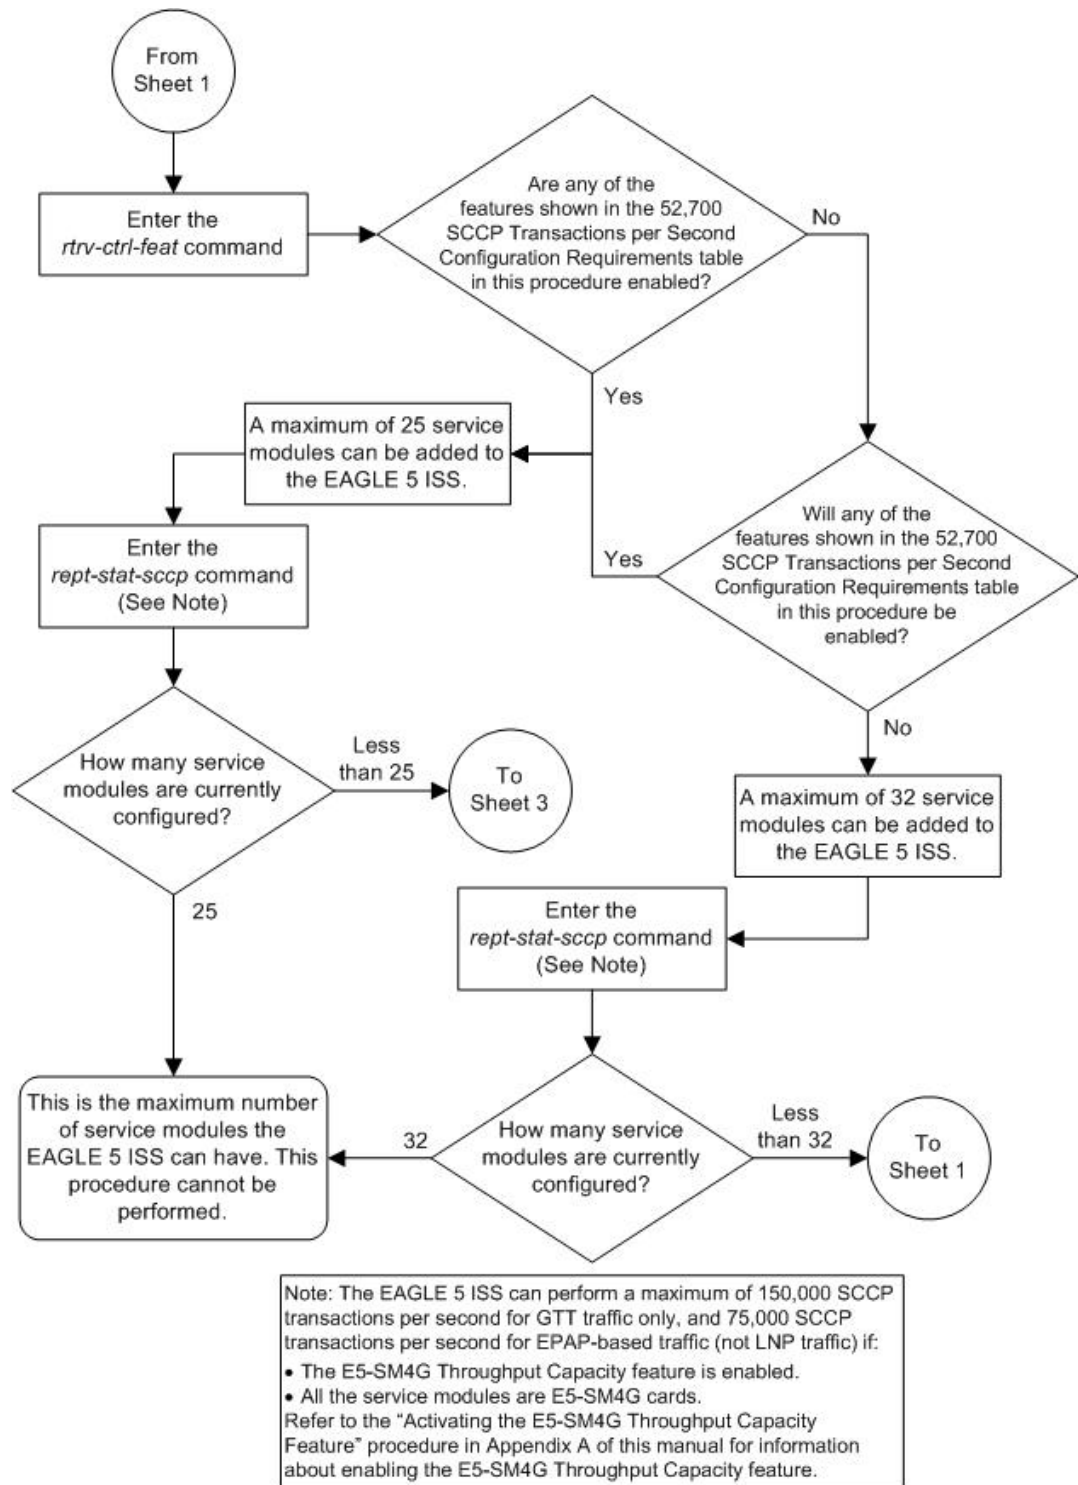 From
Sheet 1
Enter the
rtrv-ctrl-feat command
Are any of the
features shown in the 52,700
SCCP Transactions per Second
Configuration Requirements table
in this procedure enabled?
No
Yes
A maximum of 25 service
modules can be added to
the EAGLE 5 ISS.
Will any of the
features shown in the 52,700
SCCP Transactions per Second
Configuration Requirements table
in this procedure be
enabled?
Yes
No
Enter the
rept-stat-sccp command
(See Note)
How many service
modules are currently
configured?
Less
than 25
To
Sheet 3
25
A maximum of 32 service
modules can be added to
the EAGLE 5 ISS.
Enter the
rept-stat-sccp command
(See Note)
How many service
modules are currently
configured?
Less
than 32
To
Sheet 1
32
This is the maximum number
of service modules the
EAGLE 5 ISS can have. This
procedure cannot be
performed.
Note: The EAGLE 5 ISS can perform a maximum of 150,000 SCCP
transactions per second for GTT traffic only, and 75,000 SCCP
transactions per second for EPAP-based traffic (not LNP traffic) if:
• The E5-SM4G Throughput Capacity feature is enabled.
• All the service modules are E5-SM4G cards.
Refer to the “Activating the E5-SM4G Throughput Capacity
Feature” procedure in Appendix A of this manual for information
about enabling the E5-SM4G Throughput Capacity feature.